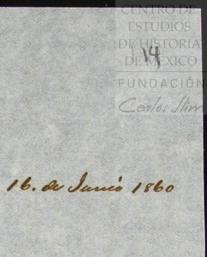 CENTRO DE
ESTUDIOS
DE HISTORIA
DE MÉXICO
14
FUNDACIÓN
Carlos Slim
16. de Junio 1860